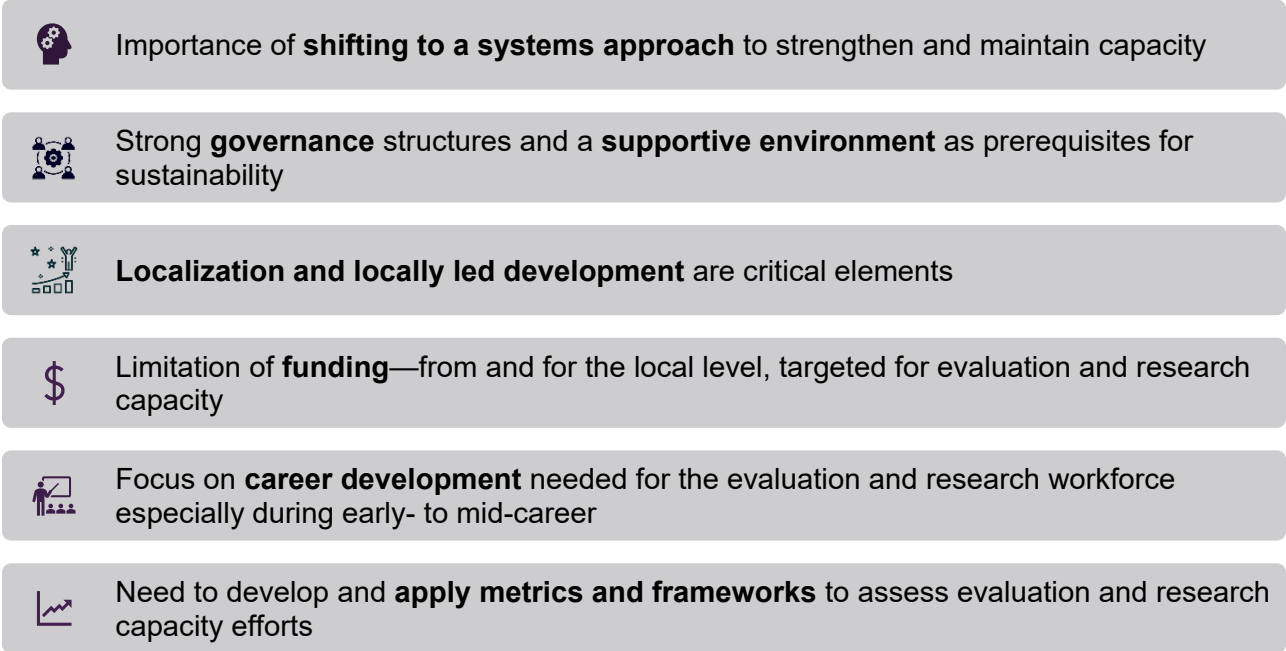 Importance of shifting to a systems approach to strengthen and maintain capacity
Strong governance structures and a supportive environment as prerequisites for
sustainability
Localization and locally led development are critical elements
Limitation of funding—from and for the local level, targeted for evaluation and research
capacity
Focus on career development needed for the evaluation and research workforce
especially during early- to mid-career
Need to develop and apply metrics and frameworks to assess evaluation and research
capacity efforts